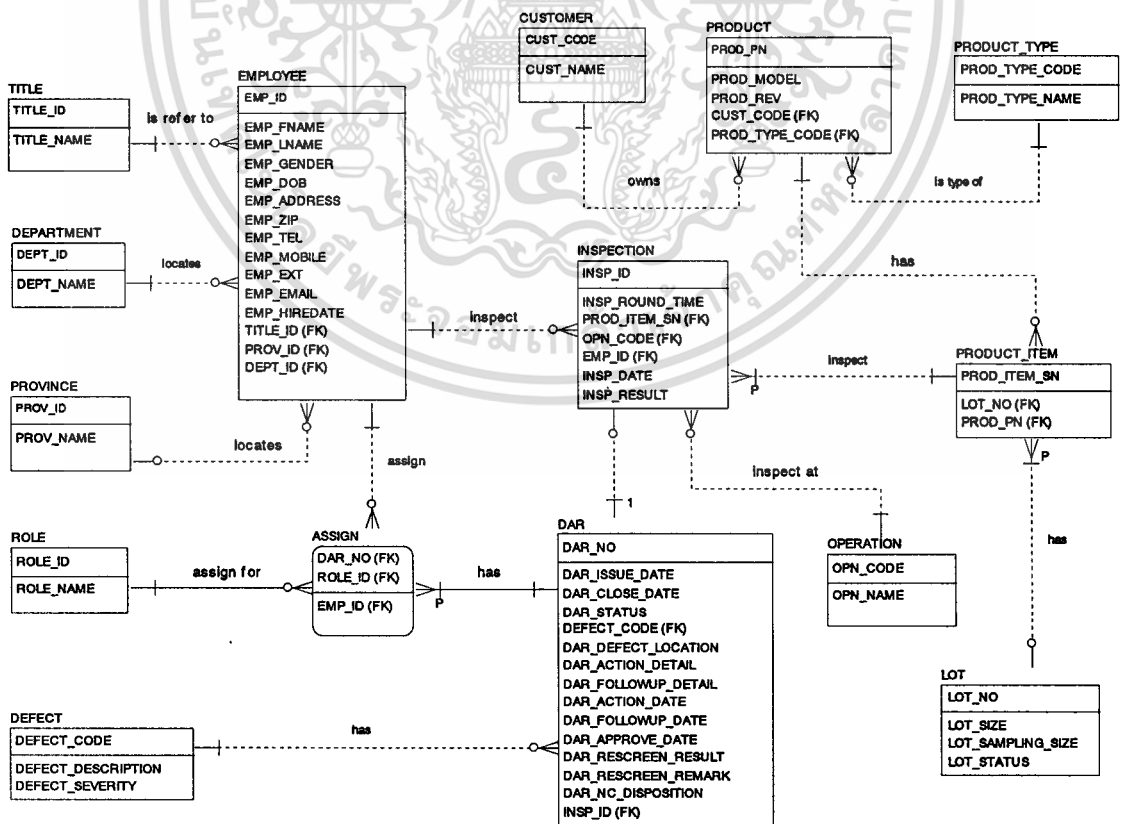 CUSTOMER
CUST_CODE
CUST_NAME
PRODUCT
PROD_PN
PROD_MODEL
PROD_REV
CUST_CODE (FK)
PROD_TYPE_CODE (FK)
PRODUCT_TYPE
PROD_TYPE_CODE
PROD_TYPE_NAME
TITLE
TITLE_ID
TITLE_NAME
is refer to
EMPLOYEE
EMP_ID
EMP_FNAME
EMP_LNAME
EMP_GENDER
EMP_DOB
EMP_ADDRESS
EMP_ZIP
EMP_TEL
EMP_MOBILE
EMP_EXT
EMP_EMAIL
EMP_HIREDATE
TITLE_ID (FK)
PROV_ID (FK)
DEPT_ID (FK)
owns
is type of
DEPARTMENT
DEPT_ID
DEPT_NAME
locates
INSPECTION
INSP_ID
INSP_ROUND_TIME
PROD_ITEM_SN (FK)
OPN_CODE (FK)
EMP_ID (FK)
INSP_DATE
INSP_RESULT
has
inspect
inspect
P
PRODUCT_ITEM
PROD_ITEM_SN
LOT_NO (FK)
PROD_PN (FK)
P
PROVINCE
PROV_ID
PROV_NAME
locates
assign
inspect at
1
has
ROLE
ROLE_ID
ROLE_NAME
assign for
ASSIGN
DAR_NO (FK)
ROLE_ID (FK)
EMP_ID (FK)
has
P
DAR
DAR_NO
DAR_ISSUE_DATE
DAR_CLOSE_DATE
DAR_STATUS
DEFECT_CODE (FK)
DAR_DEFECT_LOCATION
DAR_ACTION_DETAIL
DAR_FOLLOWUP_DETAIL
DAR_ACTION_DATE
DAR_FOLLOWUP_DATE
DAR_APPROVE_DATE
DAR_RESCREEN_RESULT
DAR_RESCREEN_REMARK
DAR_NC_DISPOSITION
INSP_ID (FK)
OPERATION
OPN_CODE
OPN_NAME
LOT
LOT_NO
LOT_SIZE
LOT_SAMPLING_SIZE
LOT_STATUS
DEFECT
DEFECT_CODE
DEFECT_DESCRIPTION
DEFECT_SEVERITY
has